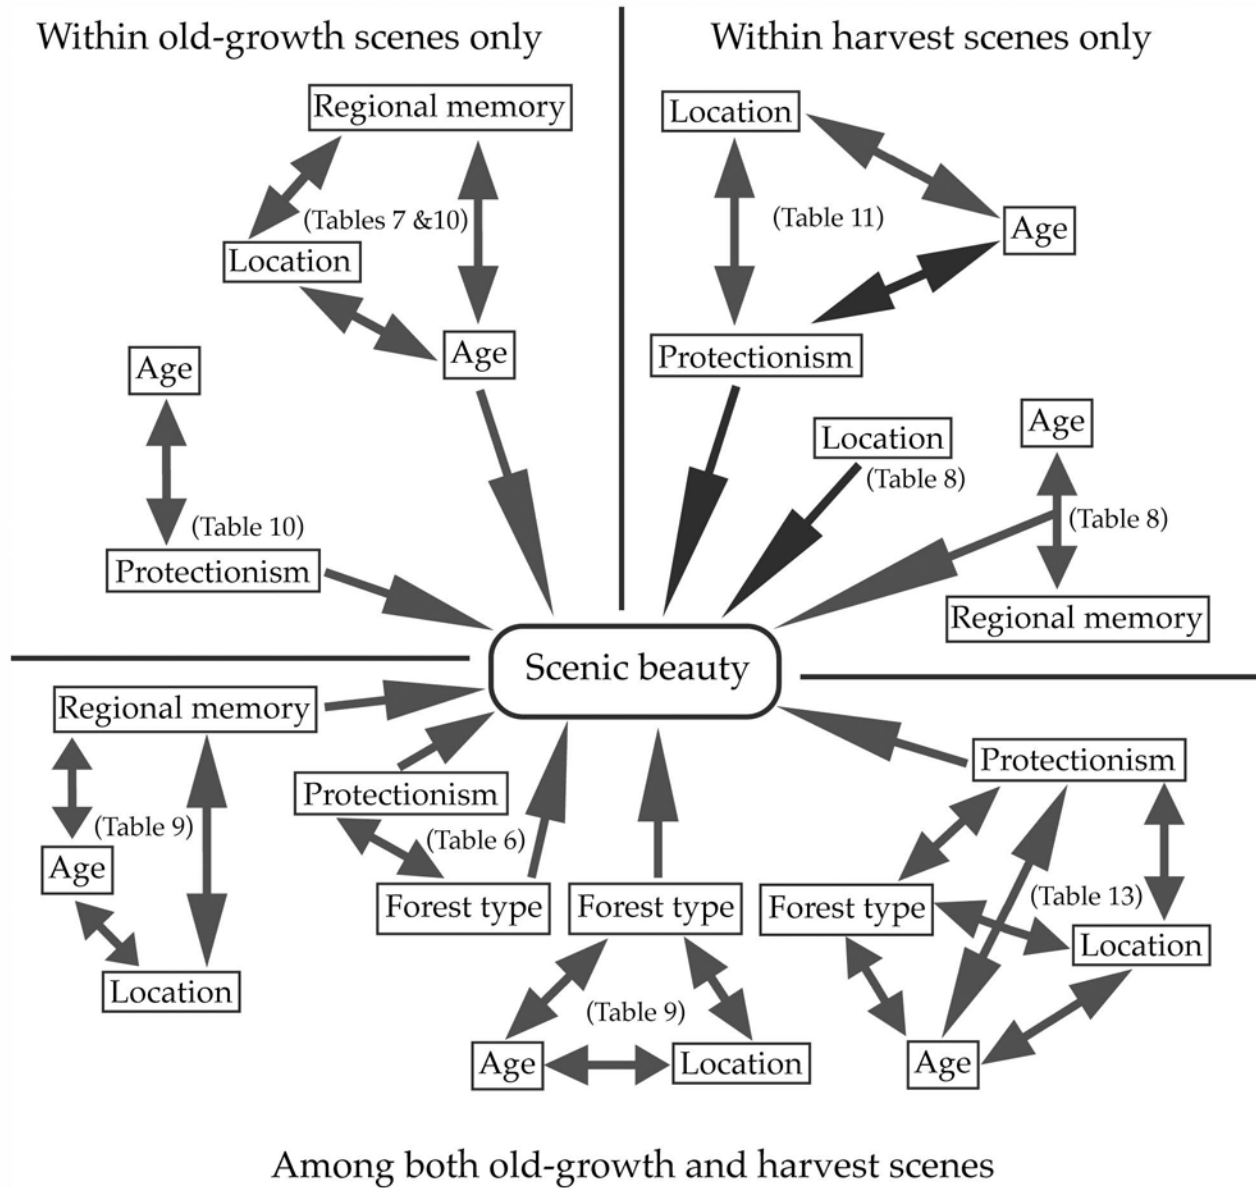 Within old-growth scenes only
Regional memory
(Tables 7 &10)
Location
Age
Age
(Table 10)
Protectionism
Within harvest scenes only
Location
(Table 11)
Age
Protectionism
Location
(Table 8)
Age
(Table 8)
Regional memory
Scenic beauty
Regional memory
(Table 9)
Age
Location
Protectionism
(Table 6)
Forest type
Forest type
(Table 9)
Age
Location
Protectionism
Forest type
(Table 13)
Location
Age
Among both old-growth and harvest scenes